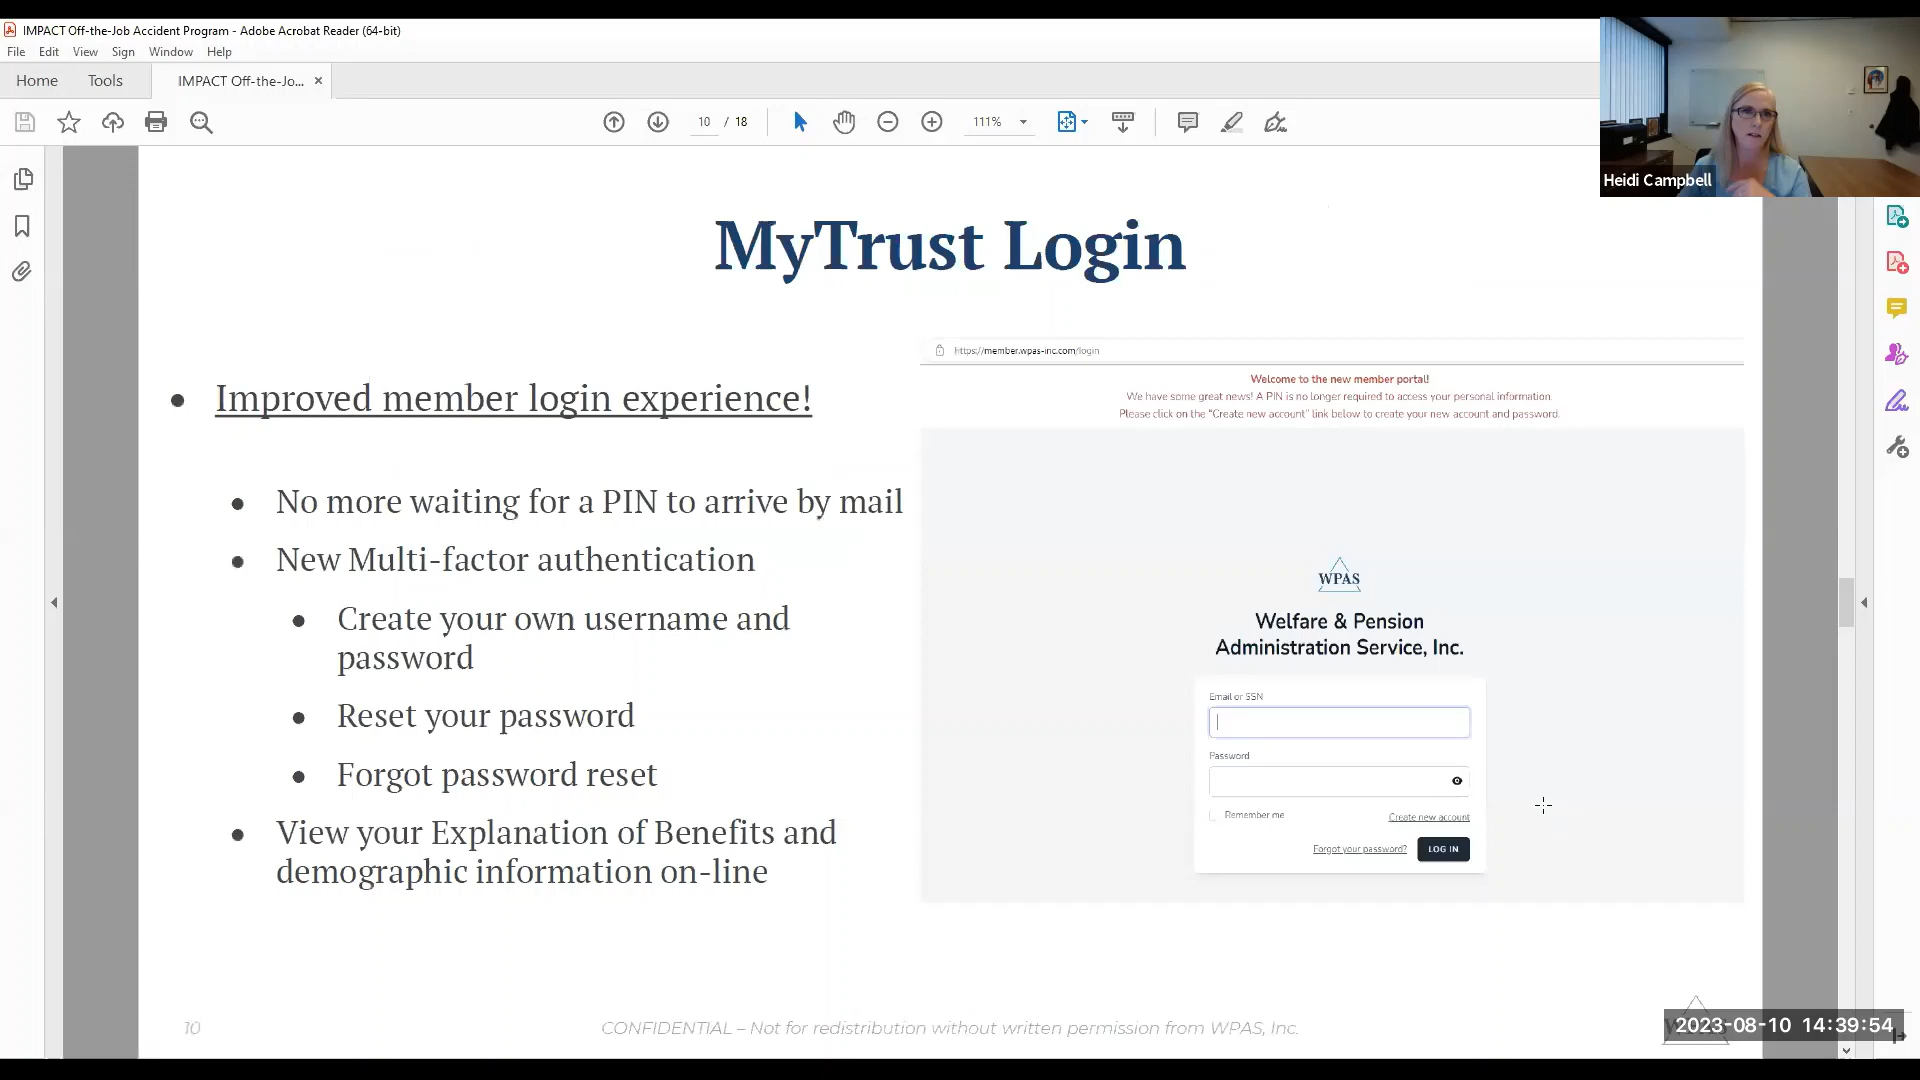 IMPACT Off-the-Job Accident Program - Adobe Acrobat Reader (64-bit)
File Edit View Sign Window Help
Home Tools IMPACT Off-the-Jo... ×
10 / 18 111%
Heidi Campbell
MyTrust Login
https://member.wpas-inc.com/login
Welcome to the new member portal!
We have some great news! A PIN is no longer required to access your personal information.
Please click on the "Create new account" link below to create your new account and password.
• Improved member login experience!
• No more waiting for a PIN to arrive by mail
• New Multi-factor authentication
• Create your own username and
password
• Reset your password
• Forgot password reset
• View your Explanation of Benefits and
demographic information on-line
WPAS
Welfare & Pension
Administration Service, Inc.
Email or SSN
Password
Remember me Create new account
Forgot your password? LOG IN
10 CONFIDENTIAL – Not for redistribution without written permission from WPAS, Inc.
2023-08-10 14:39:54